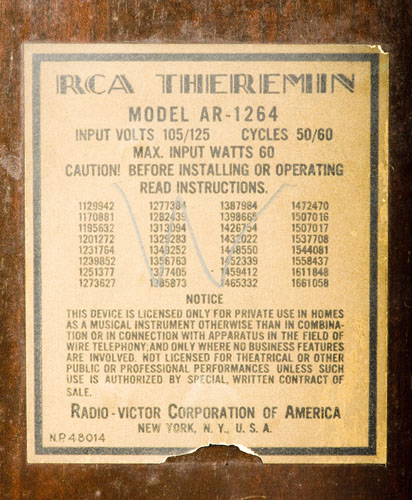 RCA THEREMIN
MODEL AR-1264
INPUT VOLTS 105/125 CYCLES 50/60
MAX. INPUT WATTS 60
CAUTION! BEFORE INSTALLING OR OPERATING
READ INSTRUCTIONS.
1129942 1277384 1387984 1472470
1170881 1282439 1398665 1507016
1195632 1313094 1426754 1507017
1201272 1329283 1432022 1537708
1231764 1349252 1448550 1544081
1239852 1356763 1452339 1558437
1251377 1377405 1459412 1611848
1273627 1385873 1465332 1661058
NOTICE
THIS DEVICE IS LICENSED ONLY FOR PRIVATE USE IN HOMES
AS A MUSICAL INSTRUMENT OTHERWISE THAN IN COMBINA-
TION OR IN CONNECTION WITH APPARATUS IN THE FIELD OF
WIRE TELEPHONY; AND ONLY WHERE NO BUSINESS FEATURES
ARE INVOLVED. NOT LICENSED FOR THEATRICAL OR OTHER
PUBLIC OR PROFESSIONAL PERFORMANCES UNLESS SUCH
USE IS AUTHORIZED BY SPECIAL, WRITTEN CONTRACT OF
SALE.
RADIO-VICTOR CORPORATION OF AMERICA
NEW YORK, N.Y., U.S.A.
N.P. 48014